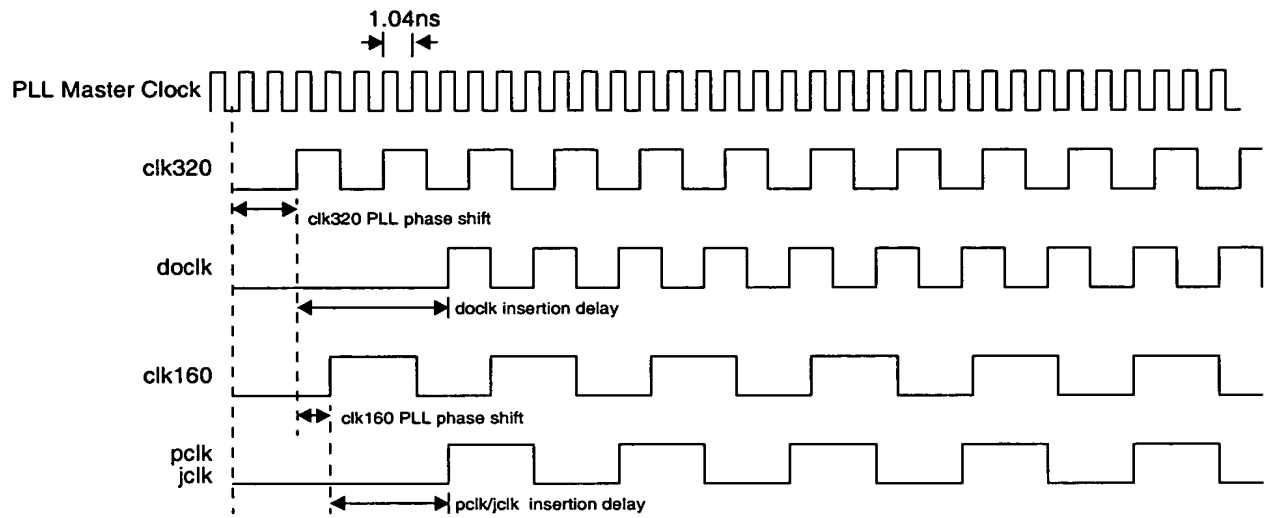 1.04ns
PLL Master Clock
clk320
clk320 PLL phase shift
doclk
doclk insertion delay
clk160
clk160 PLL phase shift
pclk
jclk
pclk/jclk insertion delay